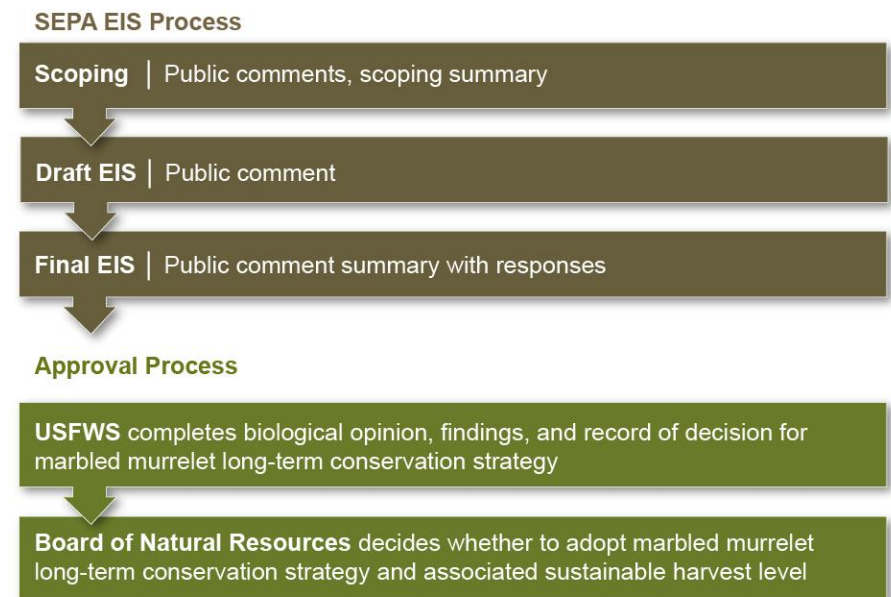 SEPA EIS Process
Scoping | Public comments, scoping summary
Draft EIS | Public comment
Final EIS | Public comment summary with responses
Approval Process
USFWS completes biological opinion, findings, and record of decision for
marbled murrelet long-term conservation strategy
Board of Natural Resources decides whether to adopt marbled murrelet
long-term conservation strategy and associated sustainable harvest level